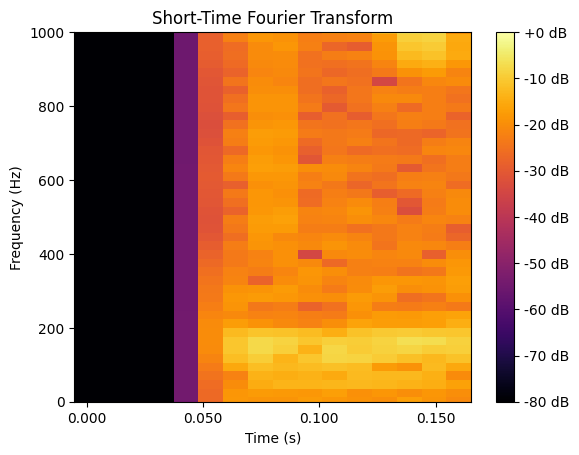 Short-Time Fourier Transform
1000
800
600
400
200
0
Frequency (Hz)
0.000
0.050
0.100
0.150
Time (s)
+0 dB
-10 dB
-20 dB
-30 dB
-40 dB
-50 dB
-60 dB
-70 dB
-80 dB